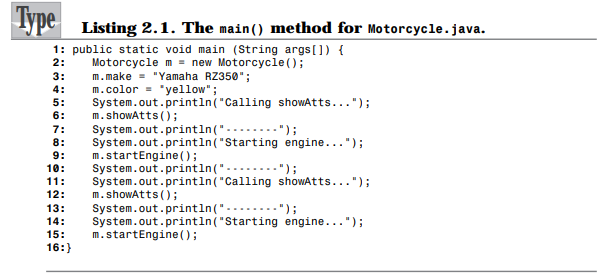 Type
Listing 2.1. The main() method for Motorcycle.java.
1: public static void main (String args[]) {
2:     Motorcycle m = new Motorcycle();
3:     m.make = "Yamaha RZ350";
4:     m.color = "yellow";
5:     System.out.println("Calling showAtts...");
6:     m.showAtts();
7:     System.out.println("--------");
8:     System.out.println("Starting engine...");
9:     m.startEngine();
10:     System.out.println("--------");
11:     System.out.println("Calling showAtts...");
12:     m.showAtts();
13:     System.out.println("--------");
14:     System.out.println("Starting engine...");
15:     m.startEngine();
16:}